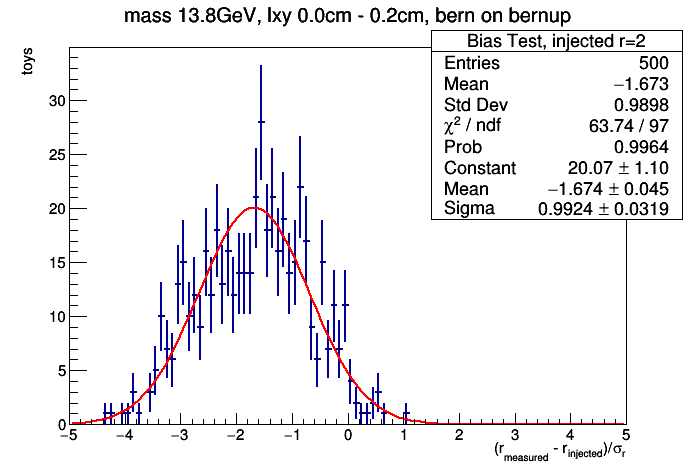 mass 13.8GeV, lxy 0.0cm - 0.2cm, bern on bernup
toys
Bias Test, injected r=2
Entries 500
Mean −1.673
Std Dev 0.9898
χ² / ndf 63.74 / 97
Prob 0.9964
Constant 20.07 ± 1.10
Mean −1.674 ± 0.045
Sigma 0.9924 ± 0.0319
30
25
20
15
10
5
0
−5 −4 −3 −2 −1 0 1 2 3 4 5
(r_measured - r_injected)/σ_r